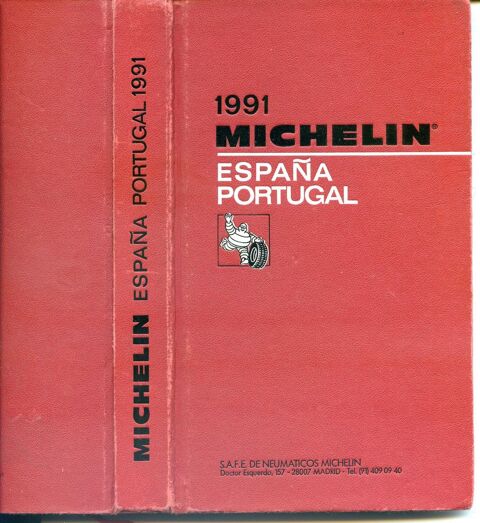 MICHELIN ESPAÑA PORTUGAL 1991
1991
MICHELIN®
ESPAÑA
PORTUGAL
S.A.F.E. DE NEUMATICOS MICHELIN
Doctor Esquerdo, 157 - 28007 MADRID - Tel. (91) 409 09 40